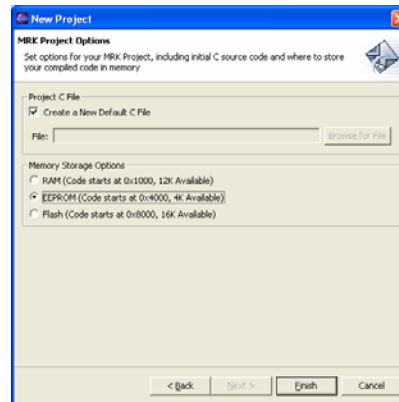 New Project
MRK Project Options
Set options for your MRK Project, including initial C source code and where to store
your compiled code in memory
Project C File
Create a New Default C File
File:
Browse for File
Memory Storage Options
RAM (Code starts at 0x1000, 12K Available)
EEPROM (Code starts at 0x4000, 4K Available)
Flash (Code starts at 0x8000, 16K Available)
< Back Next > Finish Cancel